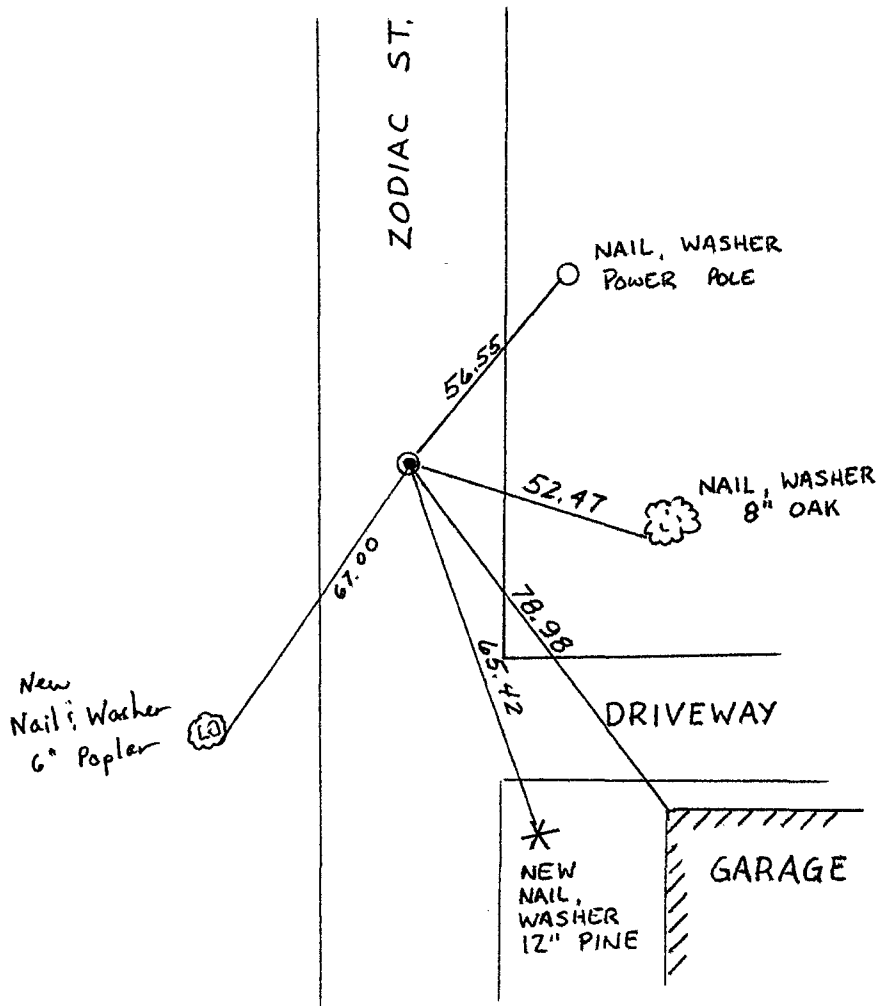 ZODIAC ST.
NAIL, WASHER
POWER POLE
56.55
52.47
NAIL, WASHER
8" OAK
67.00
78.98
65.42
New
Nail & Washer
6" Poplar
DRIVEWAY
NEW
NAIL,
WASHER
12" PINE
GARAGE